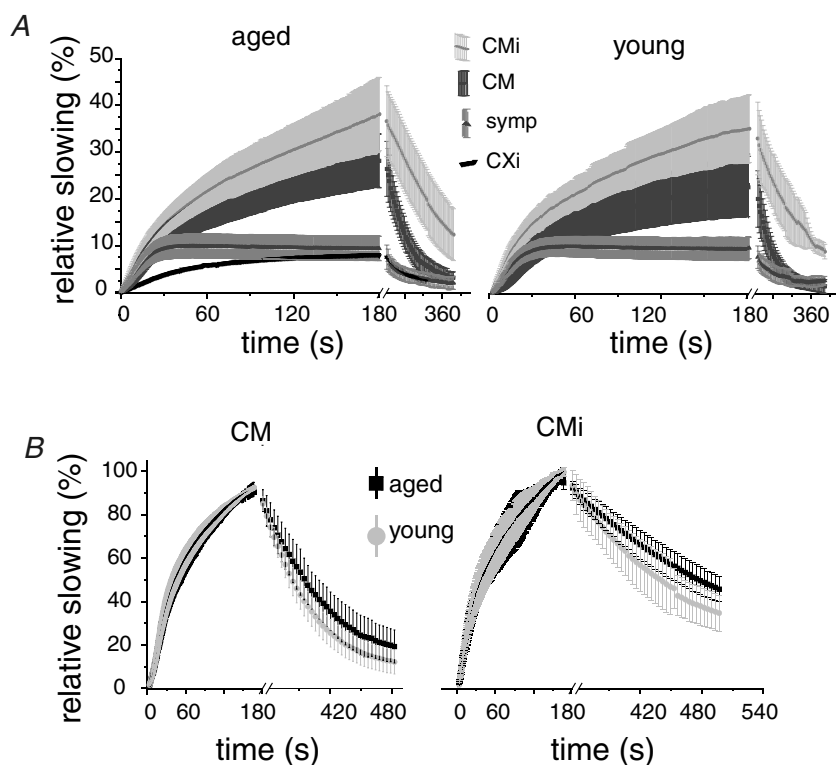 A
aged
young
CMi
CM
symp
CXi
relative slowing (%)
50
40
30
20
10
0
0 60 120 180 360
0 60 120 180 360
time (s)
time (s)
B
CM
CMi
aged
young
relative slowing (%)
100
80
60
40
20
0
0 60 180 420 480
0 60 180 420 480 540
time (s)
time (s)